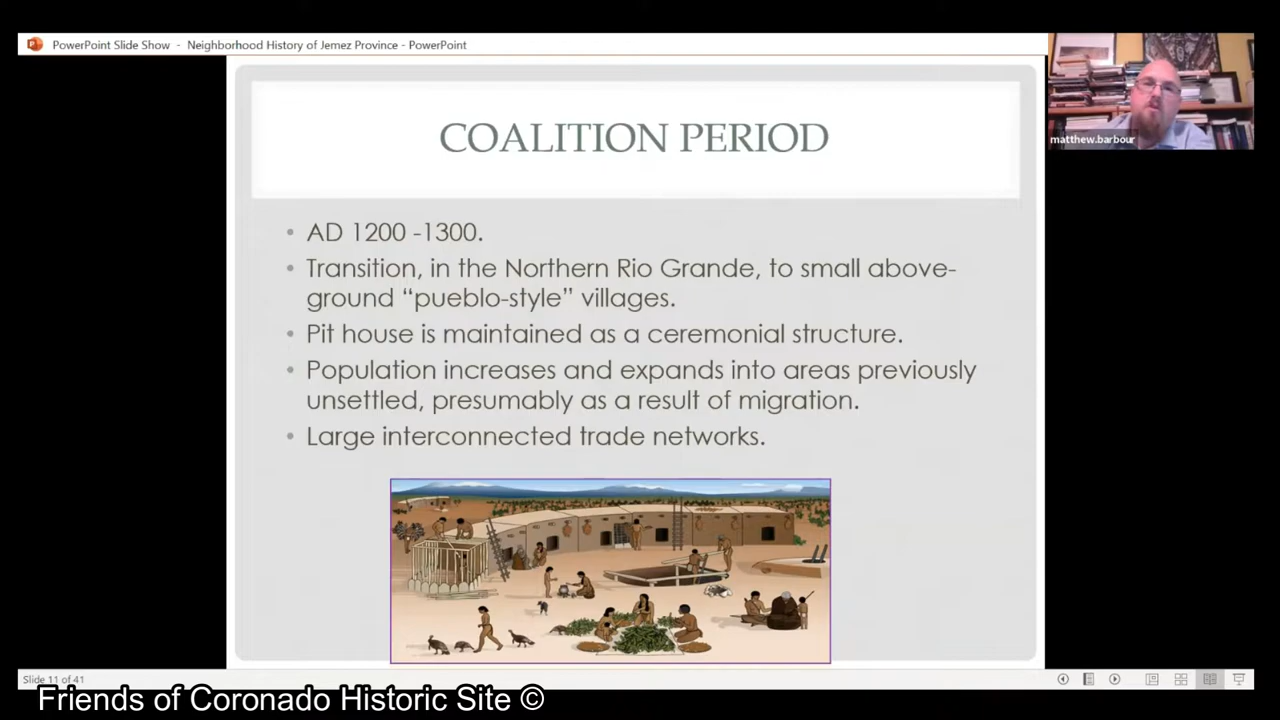 PowerPoint Slide Show - Neighborhood History of Jemez Province - PowerPoint
matthew.barbour
COALITION PERIOD
• AD 1200 -1300.
• Transition, in the Northern Rio Grande, to small above-
ground “pueblo-style” villages.
• Pit house is maintained as a ceremonial structure.
• Population increases and expands into areas previously
unsettled, presumably as a result of migration.
• Large interconnected trade networks.
Slide 11 of 41
Friends of Coronado Historic Site ©